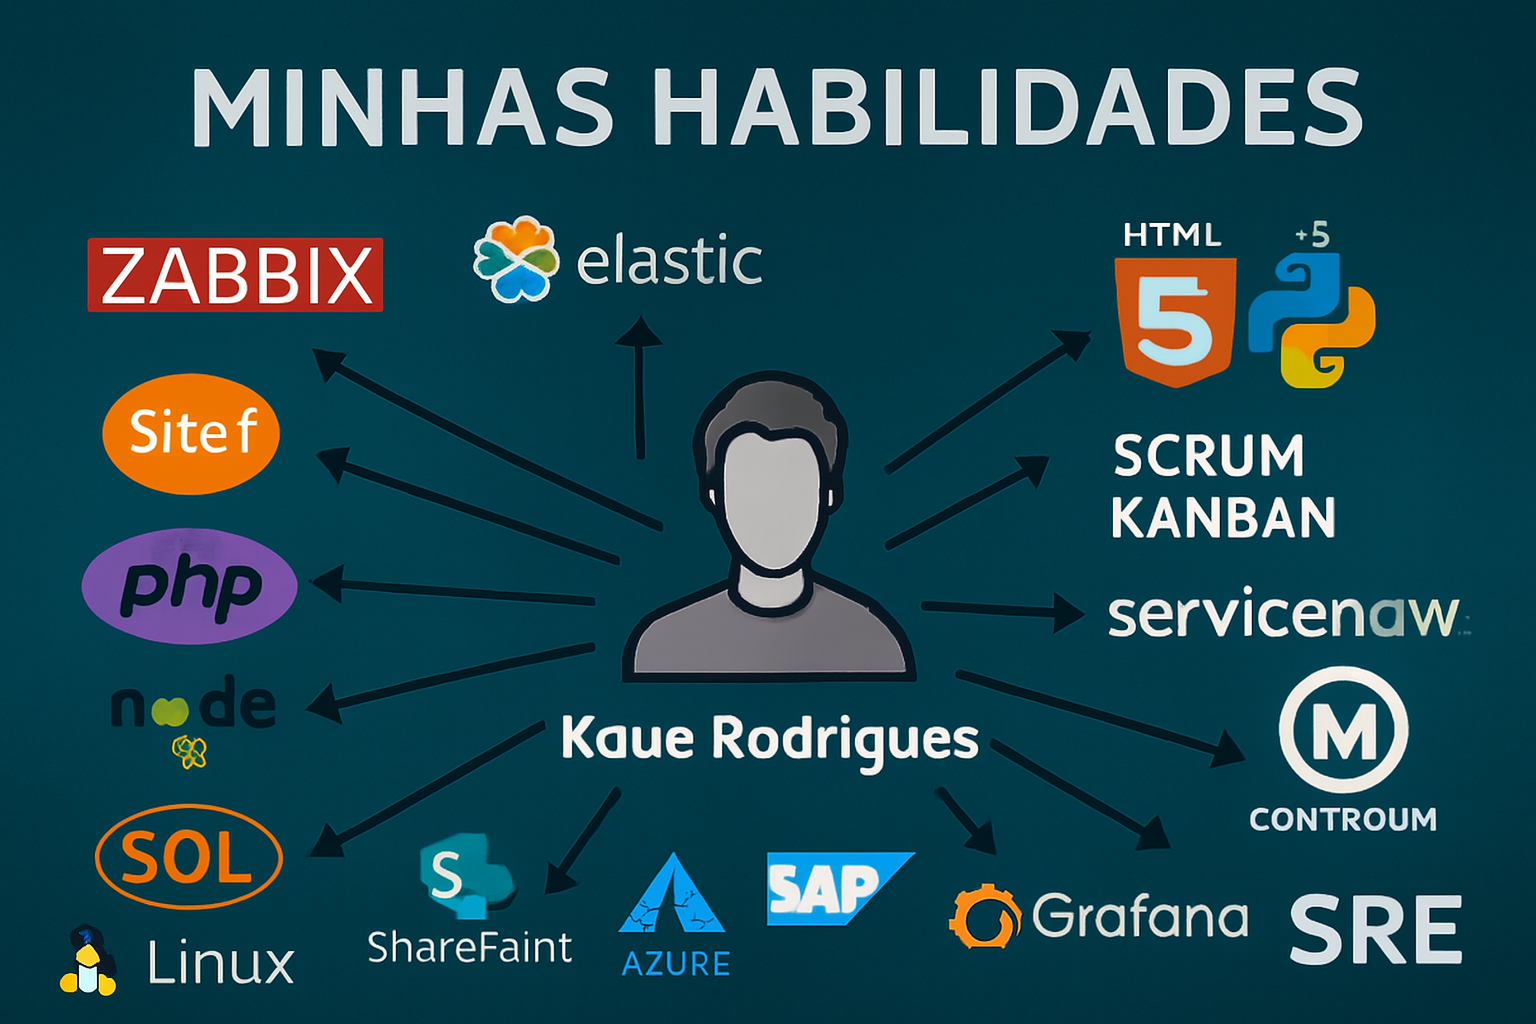 MINHAS HABILIDADES
ZABBIX
elastic
HTML
5
+5
Sitef
SCRUM
KANBAN
php
servicenaw
node
Kaue Rodrigues
M
CONTROUM
SOL
S
ShareFaint
AZURE
SAP
Grafana
SRE
Linux